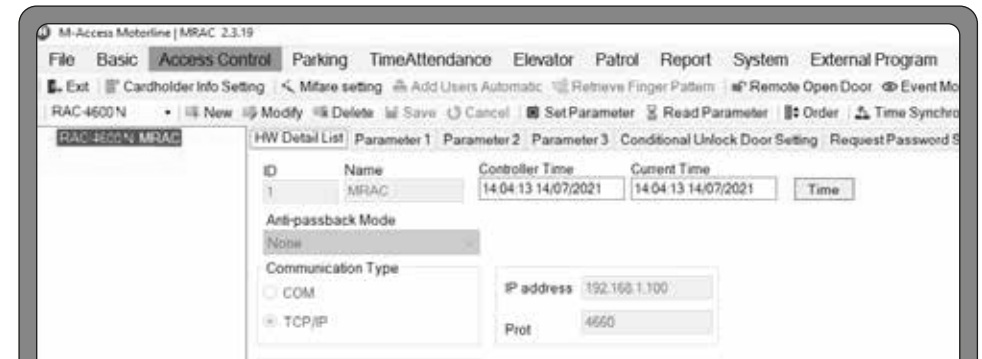 M-Access Motorline | MRAC 2.3.19
File Basic Access Control Parking TimeAttendance Elevator Patrol Report System External Program
Exit Cardholder Info Setting Mifare setting Add Users Automatic Retrieve Finger Pattern Remote Open Door Event Mo
RAC-4600 N New Modify Delete Save Cancel Set Parameter Read Parameter Order Time Synchro
RAC-4600N MRAC HW Detail List Parameter 1 Parameter 2 Parameter 3 Conditional Unlock Door Setting Request Password S
ID Name Controller Time Current Time
1 MRAC 14:04:13 14/07/2021 14:04:13 14/07/2021 Time
Anti-passback Mode
None
Communication Type
COM IP address 192.168.1.100
TCP/IP Prot 4660